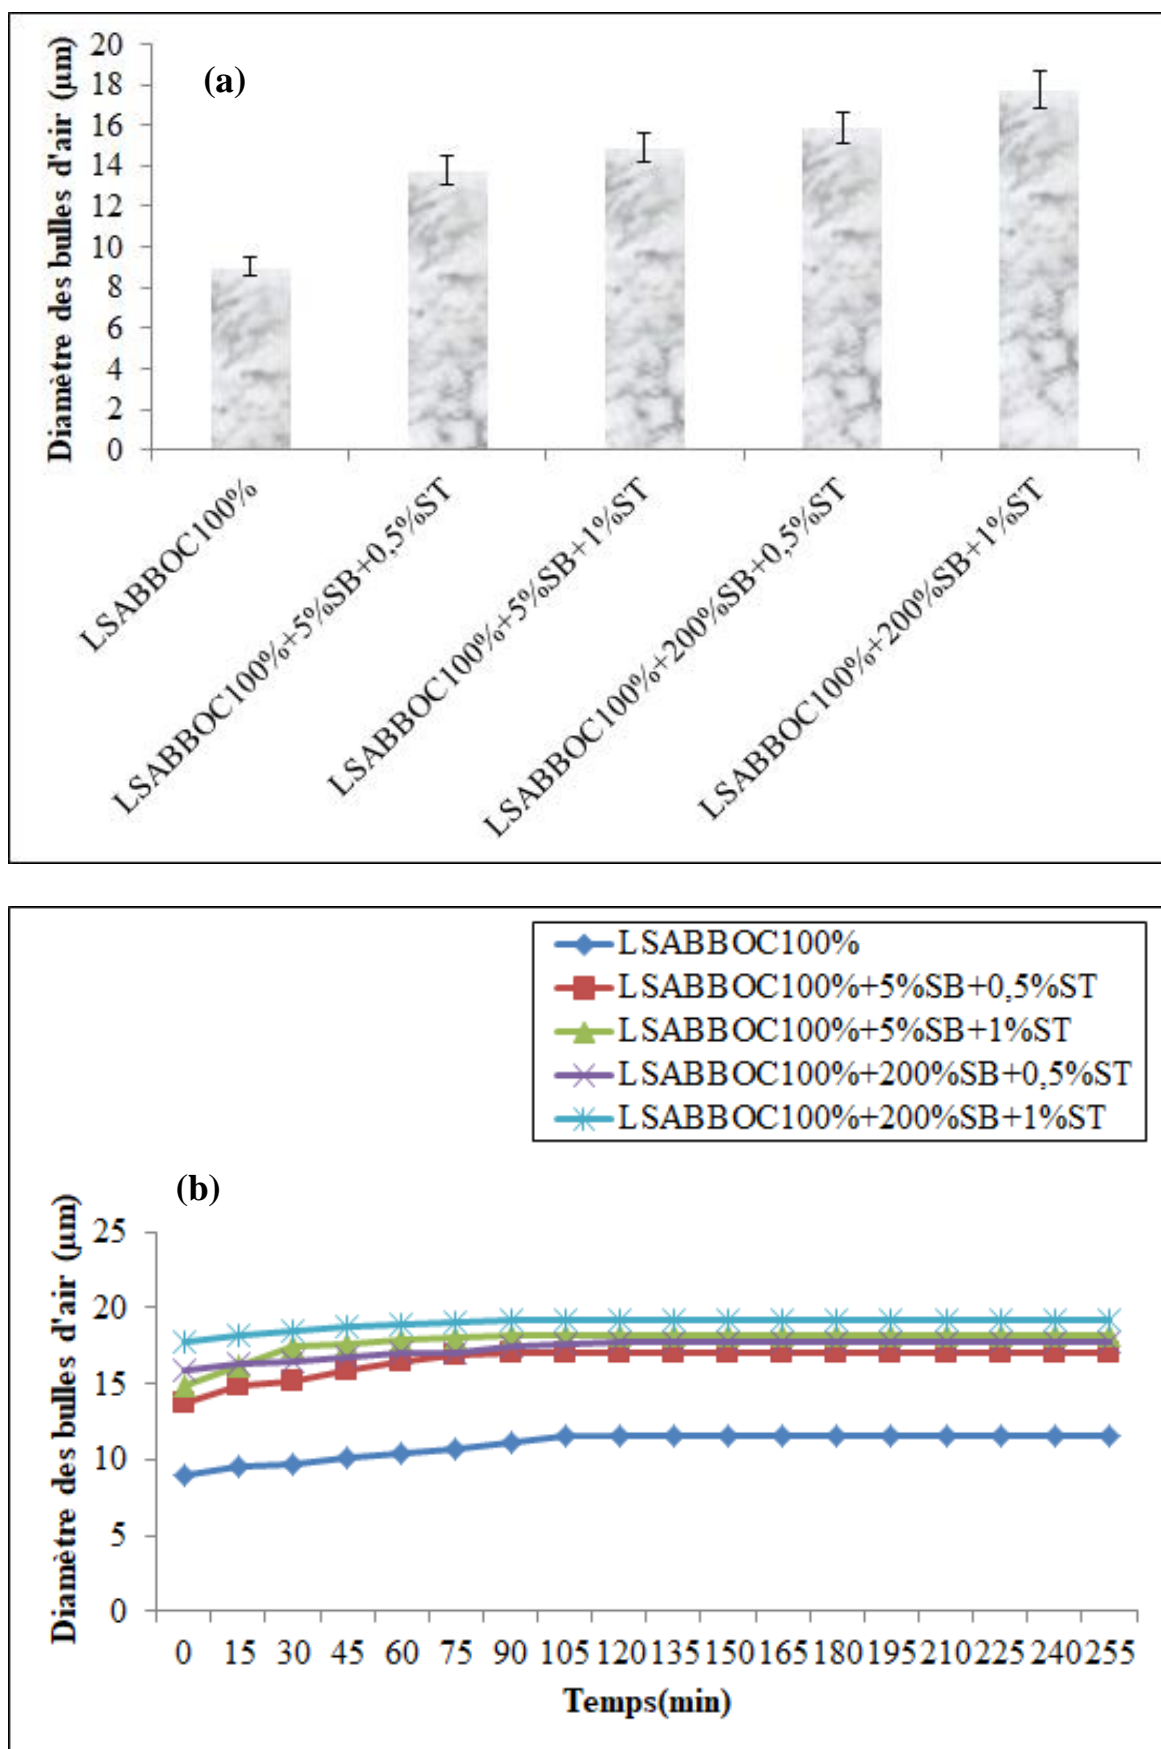 (a)
Diamètre des bulles d'air (µm)
20
18
16
14
12
10
8
6
4
2
0
LSABBOC100%
LSABBOC100%+5%SB+0,5%ST
LSABBOC100%+5%SB+1%ST
LSABBOC100%+200%SB+0,5%ST
LSABBOC100%+200%SB+1%ST
LSABBOC100%
LSABBOC100%+5%SB+0,5%ST
LSABBOC100%+5%SB+1%ST
LSABBOC100%+200%SB+0,5%ST
LSABBOC100%+200%SB+1%ST
(b)
Diamètre des bulles d'air (µm)
25
20
15
10
5
0
0 15 30 45 60 75 90 105 120 135 150 165 180 195 210 225 240 255
Temps(min)